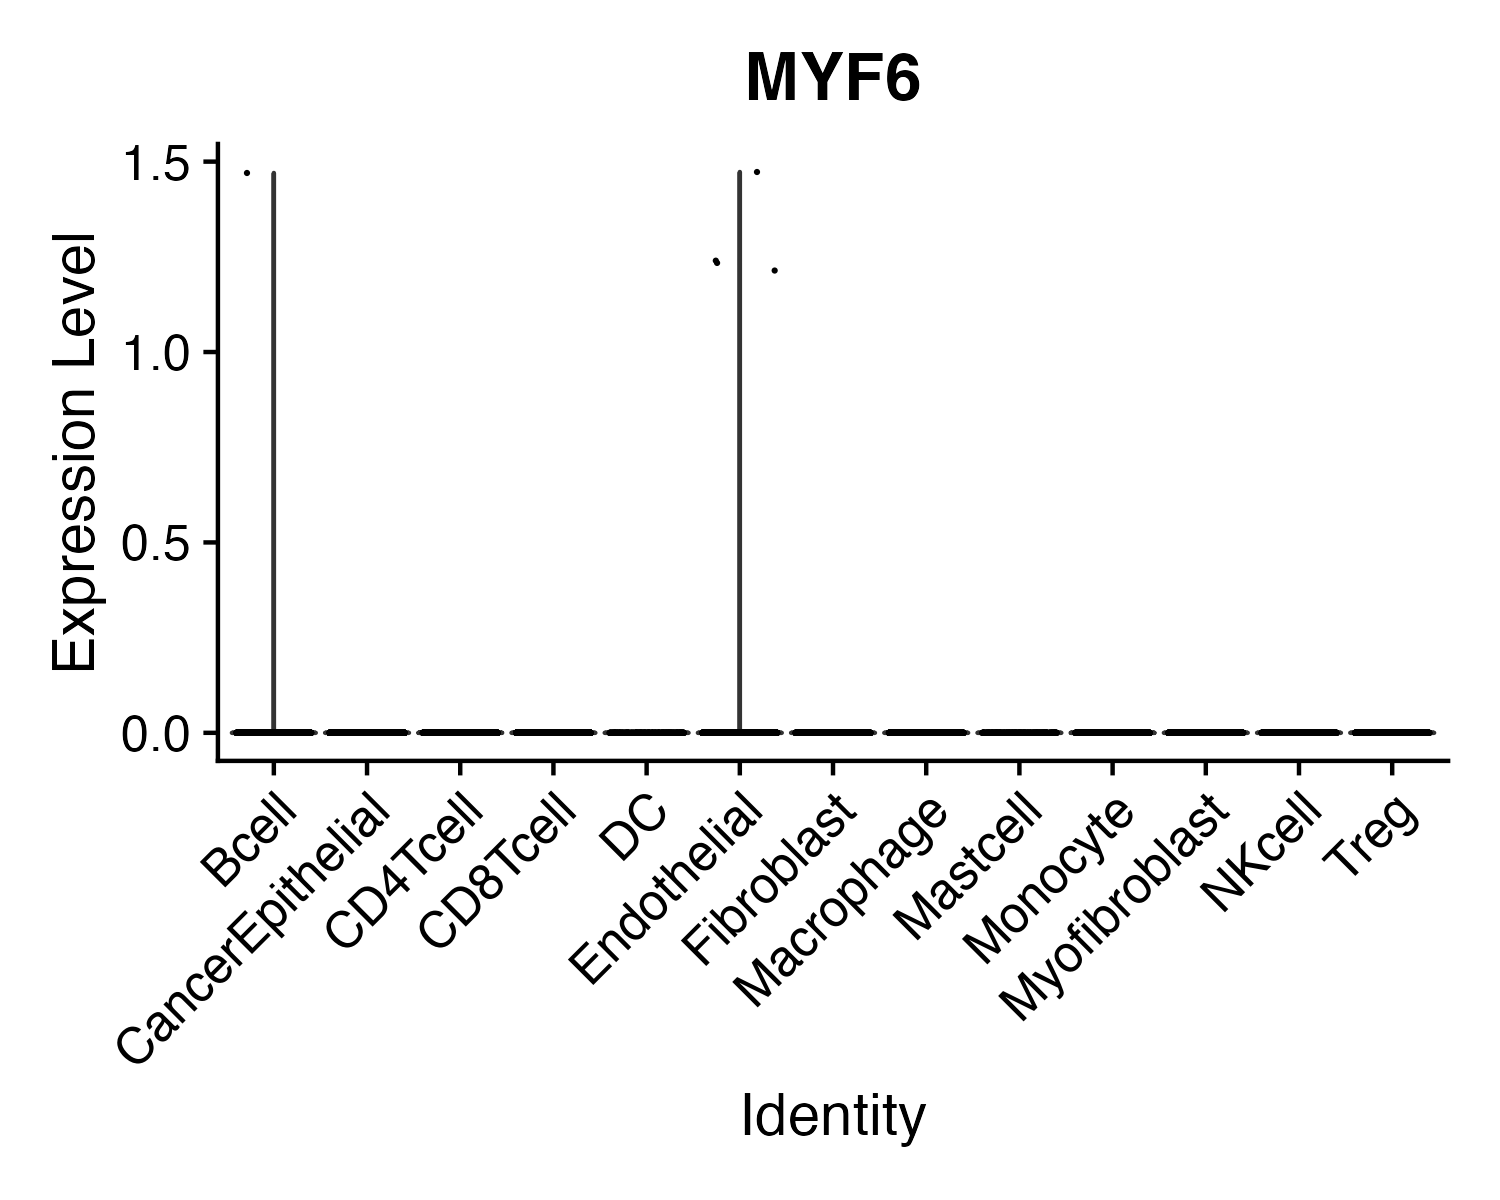 MYF6
Expression Level
1.5
1.0
0.5
0.0
Bcell
CancerEpithelial
CD4Tcell
CD8Tcell
DC
Endothelial
Fibroblast
Macrophage
Mastcell
Monocyte
Myofibroblast
NKcell
Treg
Identity